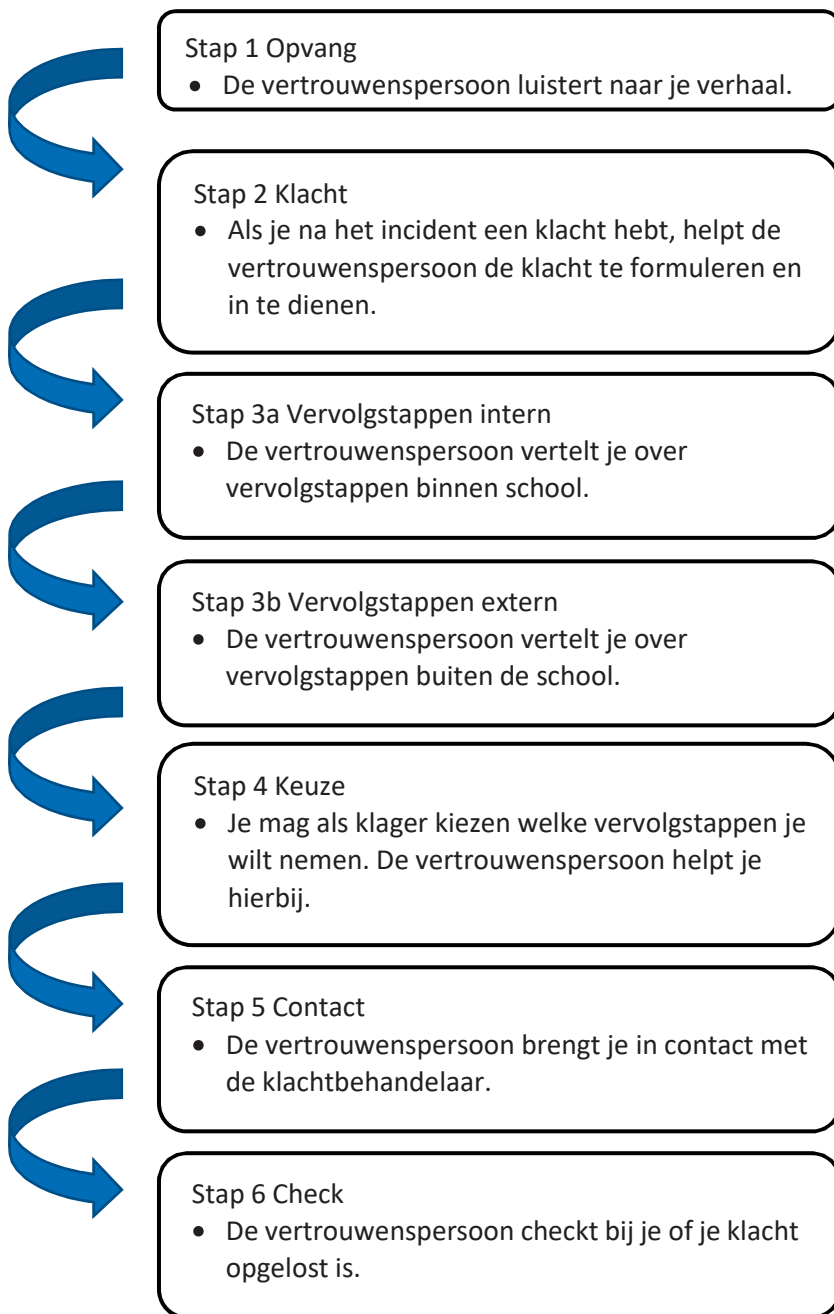 Stap 1 Opvang
• De vertrouwenspersoon luistert naar je verhaal.
Stap 2 Klacht
• Als je na het incident een klacht hebt, helpt de
vertrouwenspersoon de klacht te formuleren en
in te dienen.
Stap 3a Vervolgstappen intern
• De vertrouwenspersoon vertelt je over
vervolgstappen binnen school.
Stap 3b Vervolgstappen extern
• De vertrouwenspersoon vertelt je over
vervolgstappen buiten de school.
Stap 4 Keuze
• Je mag als klager kiezen welke vervolgstappen je
wilt nemen. De vertrouwenspersoon helpt je
hierbij.
Stap 5 Contact
• De vertrouwenspersoon brengt je in contact met
de klachtbehandelaar.
Stap 6 Check
• De vertrouwenspersoon checkt bij je of je klacht
opgelost is.